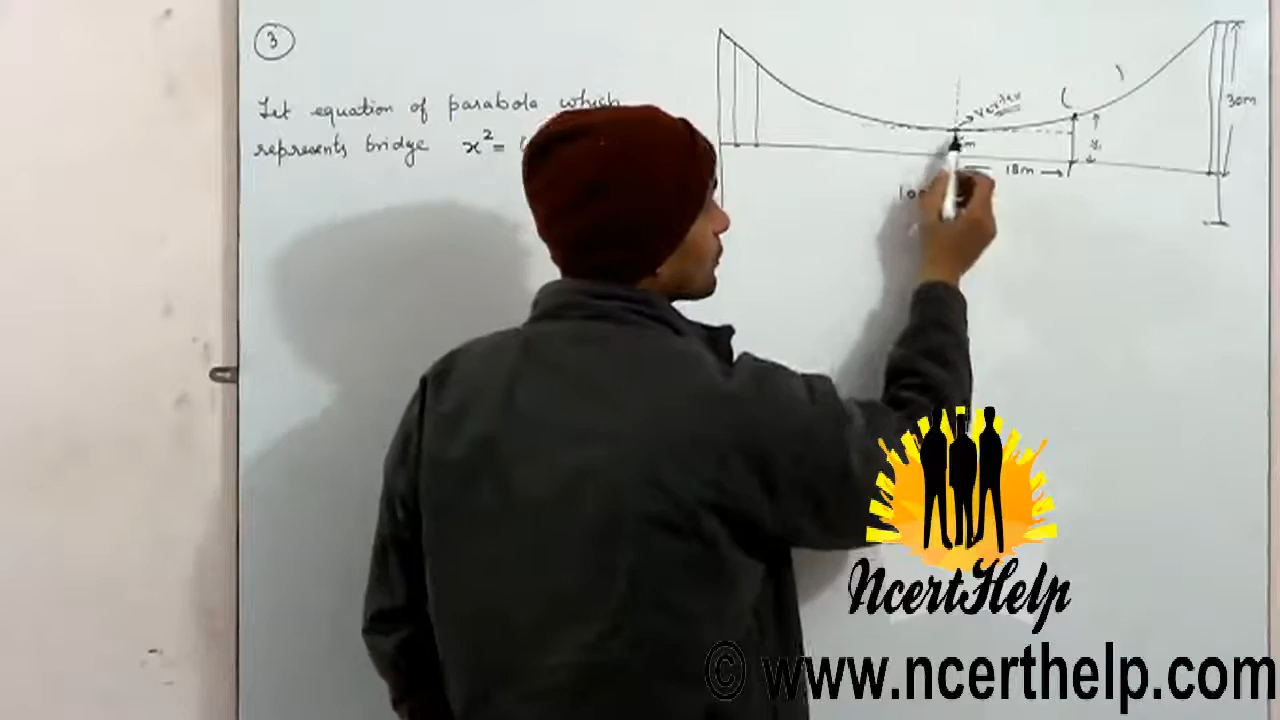 3
Let equation of parabola which
represents bridge x² =
vertex
30m
18m
NcertHelp
© www.ncerthelp.com